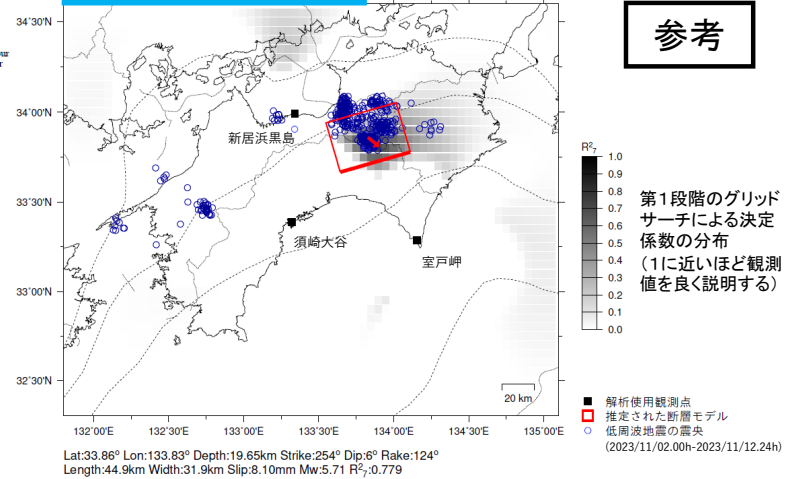 参考
34°30'N
34°00'N
33°30'N
33°00'N
32°30'N
132°00'E
132°30'E
133°00'E
133°30'E
134°00'E
134°30'E
135°00'E
新居浜黒島
須崎大谷
室戸岬
20 km
R²₇
1.0
0.9
0.8
0.7
0.6
0.5
0.4
0.3
0.2
0.1
0.0
第1段階のグリッド
サーチによる決定
係数の分布
(1に近いほど観測
値を良く説明する)
解析使用観測点
推定された断層モデル
低周波地震の震央
(2023/11/02.00h-2023/11/12.24h)
Lat:33.86° Lon:133.83° Depth:19.65km Strike:254° Dip:6° Rake:124°
Length:44.9km Width:31.9km Slip:8.10mm Mw:5.71 R²₇:0.779